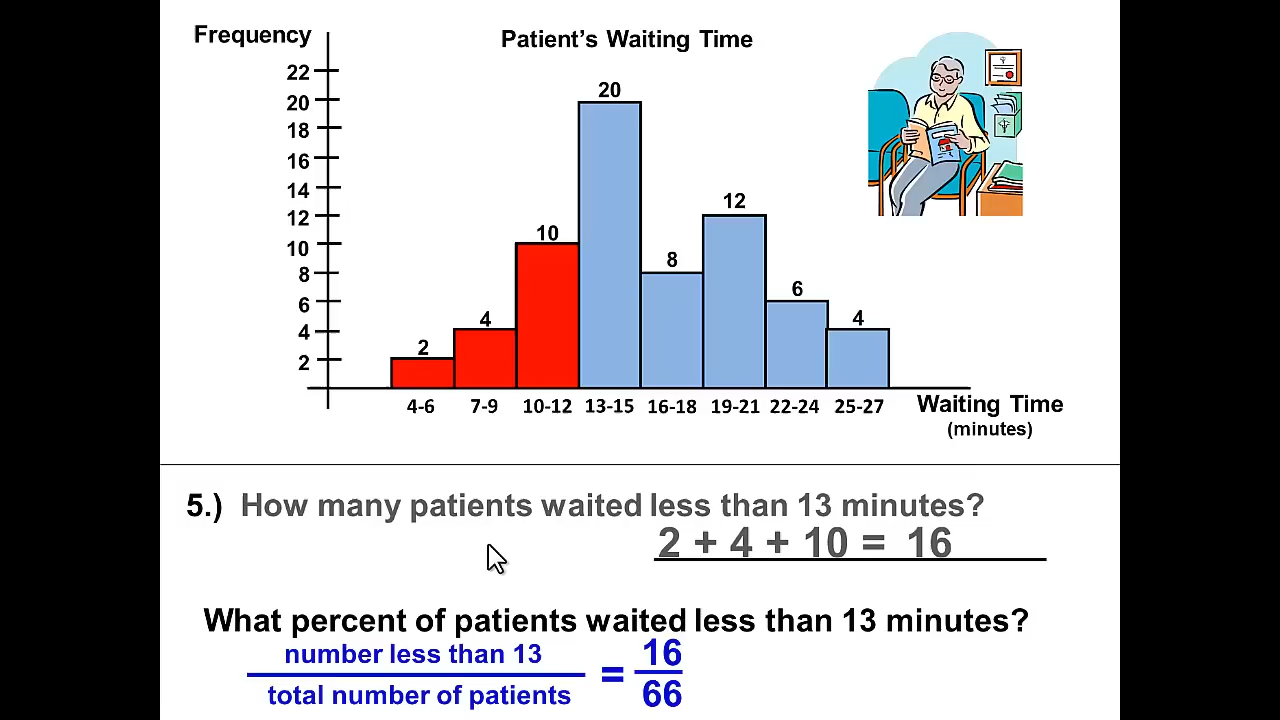 Frequency
Patient's Waiting Time
22
20
18
16
14
12
10
8
6
4
2
2
4
10
20
8
12
6
4
4-6 7-9 10-12 13-15 16-18 19-21 22-24 25-27
Waiting Time
(minutes)
5.) How many patients waited less than 13 minutes?
2 + 4 + 10 = 16
What percent of patients waited less than 13 minutes?
number less than 13
total number of patients
=
16
66